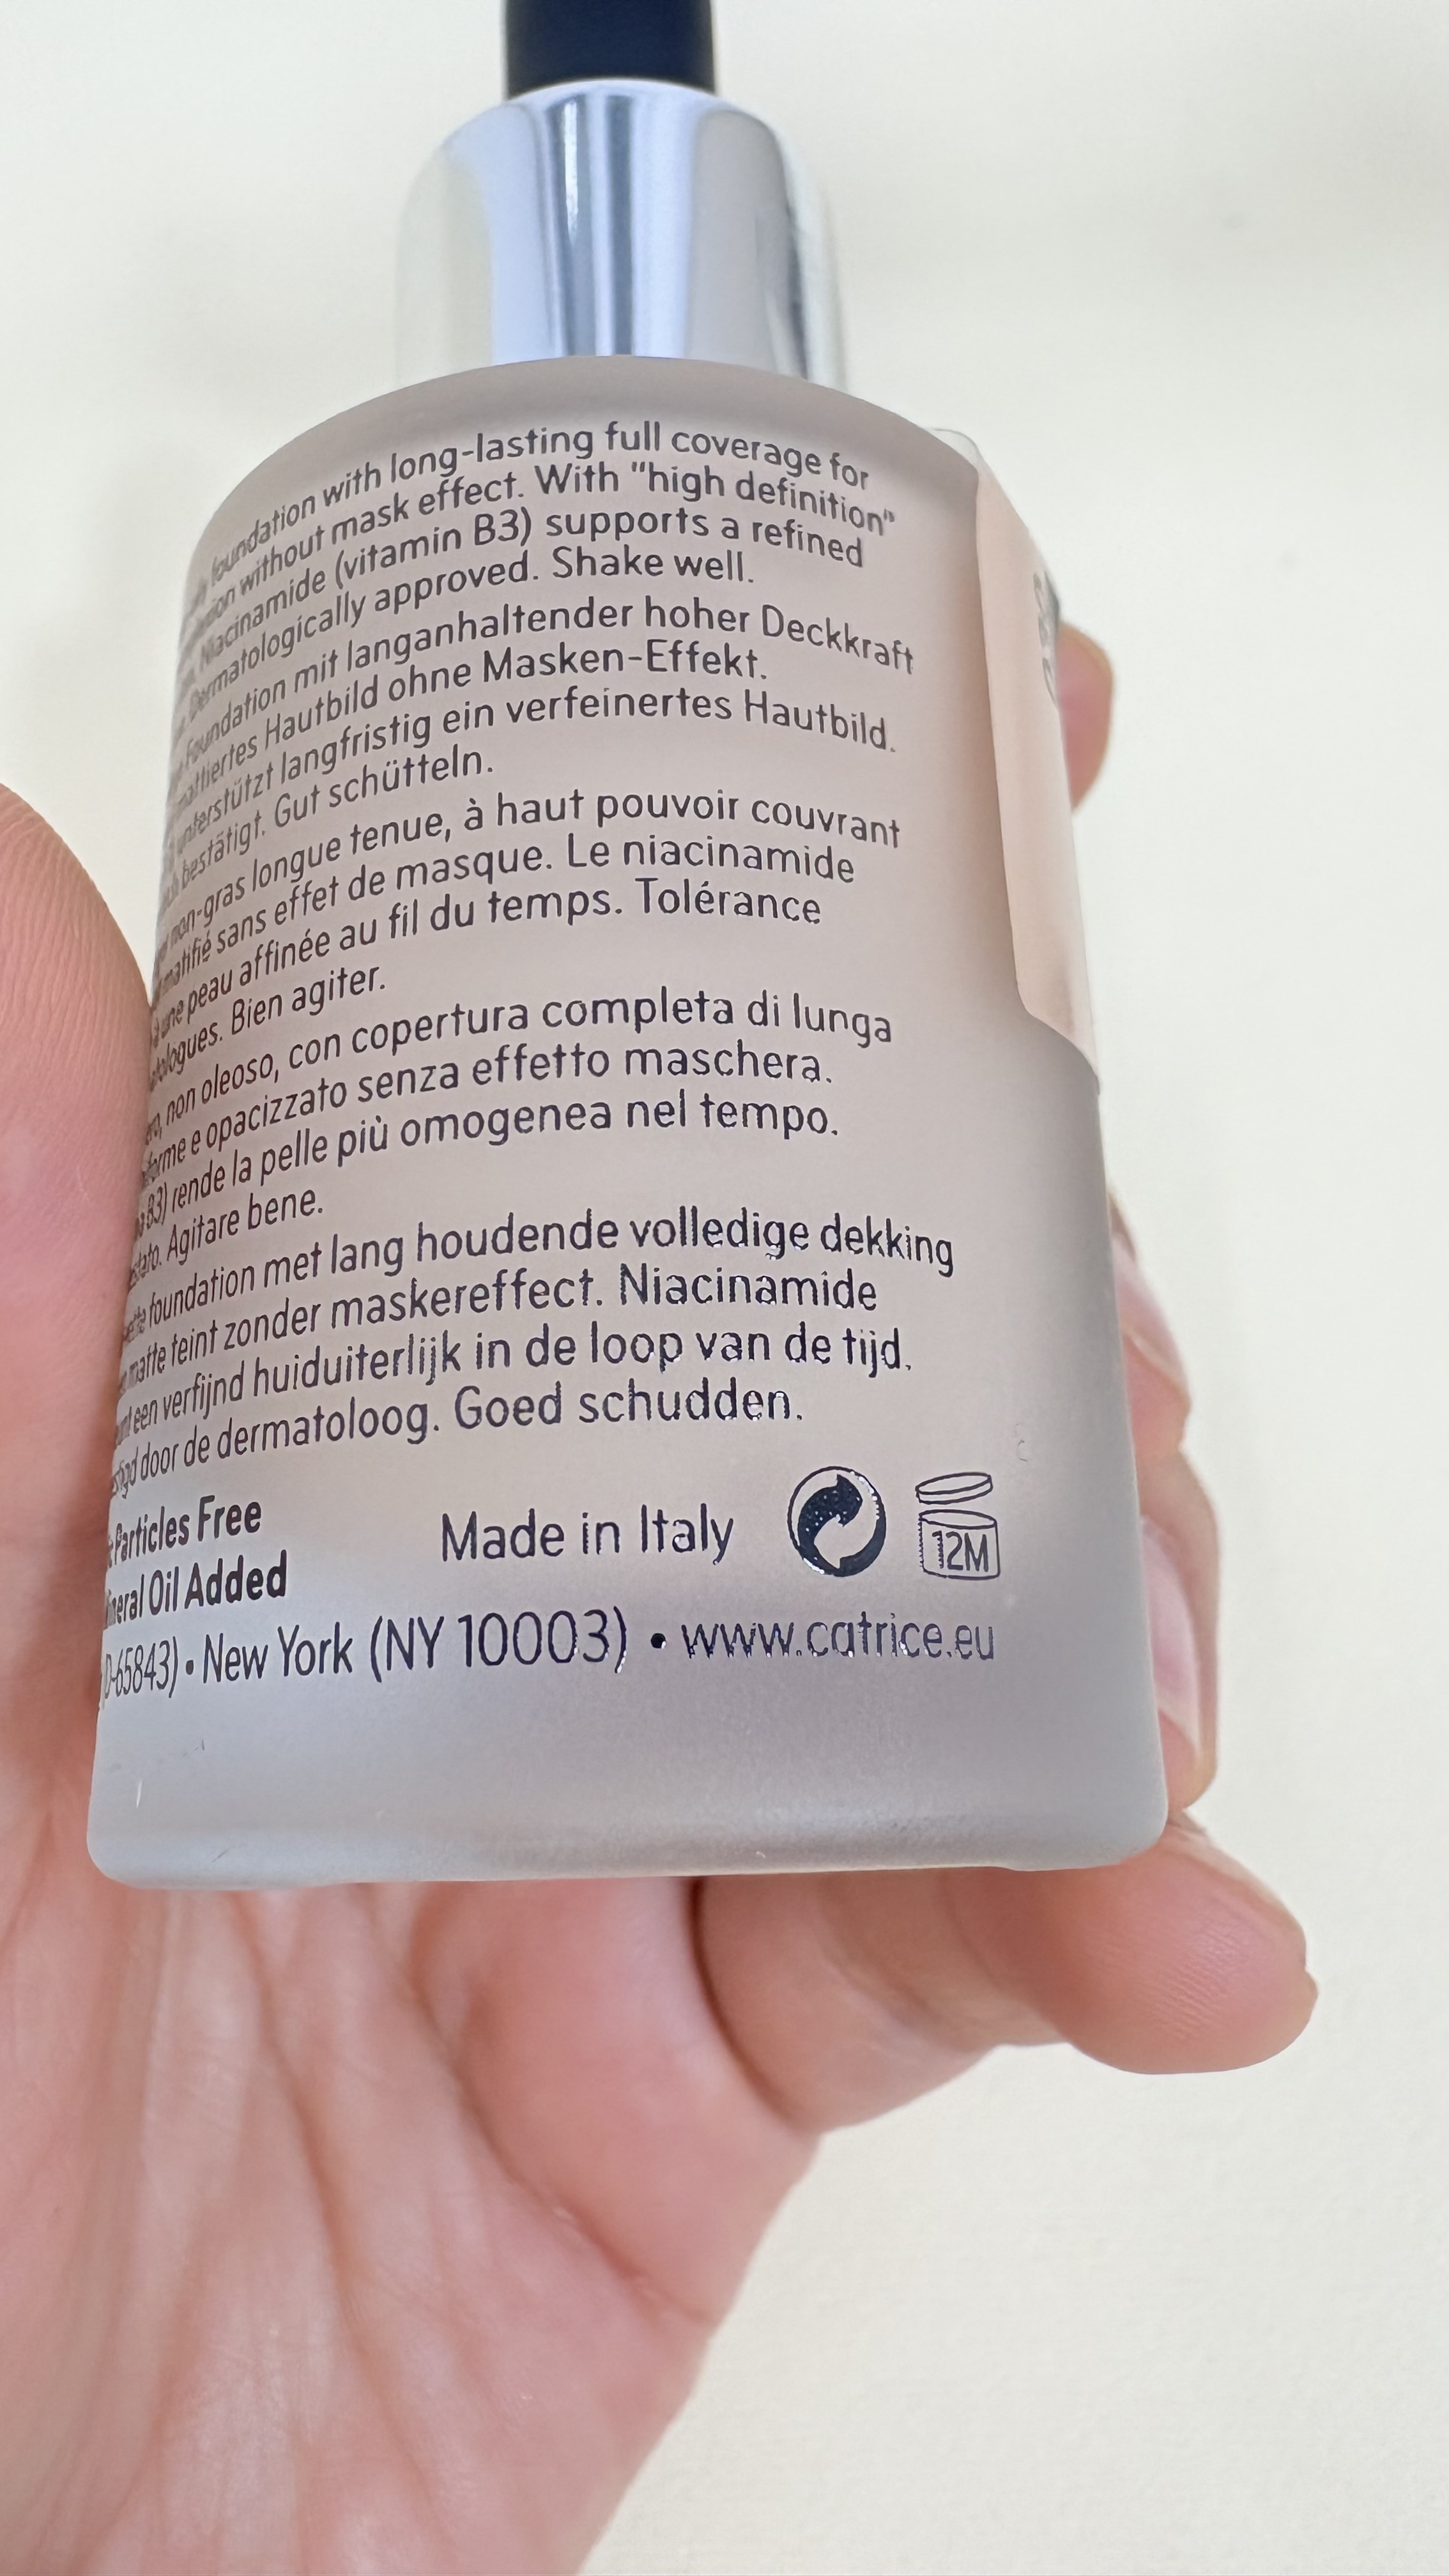 foundation with long-lasting full coverage for
without mask effect. With "high definition"
Niacinamide (vitamin B3) supports a refined
Dermatologically approved. Shake well.
Foundation mit langanhaltender hoher Deckkraft
Hautbild ohne Masken-Effekt.
langfristig ein verfeinertes Hautbild.
bestätigt. Gut schütteln.
non-gras longue tenue, à haut pouvoir couvrant
matifié sans effet de masque. Le niacinamide
une peau affinée au fil du temps. Tolérance
Bien agiter.
non oleoso, con copertura completa di lunga
e opacizzato senza effetto maschera.
B3) rende la pelle più omogenea nel tempo.
Agitare bene.
foundation met lang houdende volledige dekking
matte teint zonder maskereffect. Niacinamide
een verfijnd huiduiterlijk in de loop van de tijd.
door de dermatoloog. Goed schudden.
Particles Free
Oil Added
Made in Italy
12M
D-65843) • New York (NY 10003) • www.catrice.eu